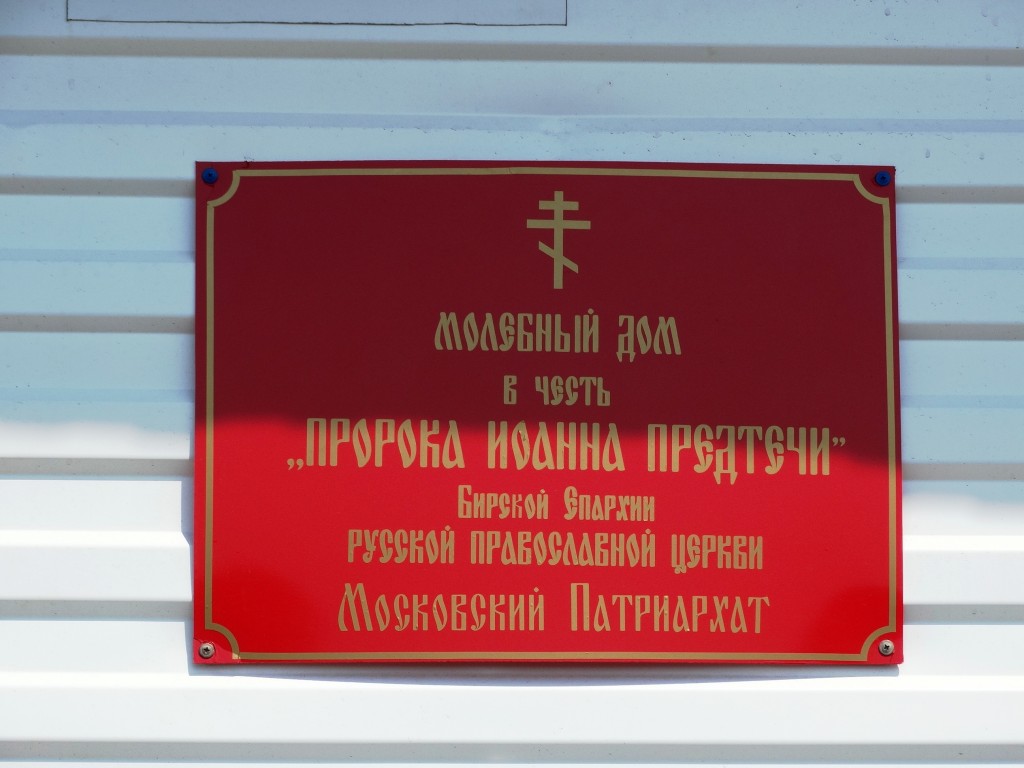 МОЛЕБНЫЙ ДОМ
В ЧЕСТЬ
„ПРОРОКА ИОАННА ПРЕДТЕЧИ”
Бирской Епархии
РУССКОЙ ПРАВОСЛАВНОЙ ЦЕРКВИ
Московский Патриархат